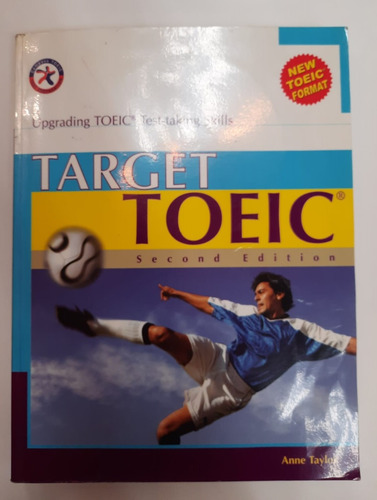 NEW TOEIC FORMAT
Upgrading TOEIC® Test-taking Skills
TARGET
TOEIC®
Second Edition
Anne Taylor